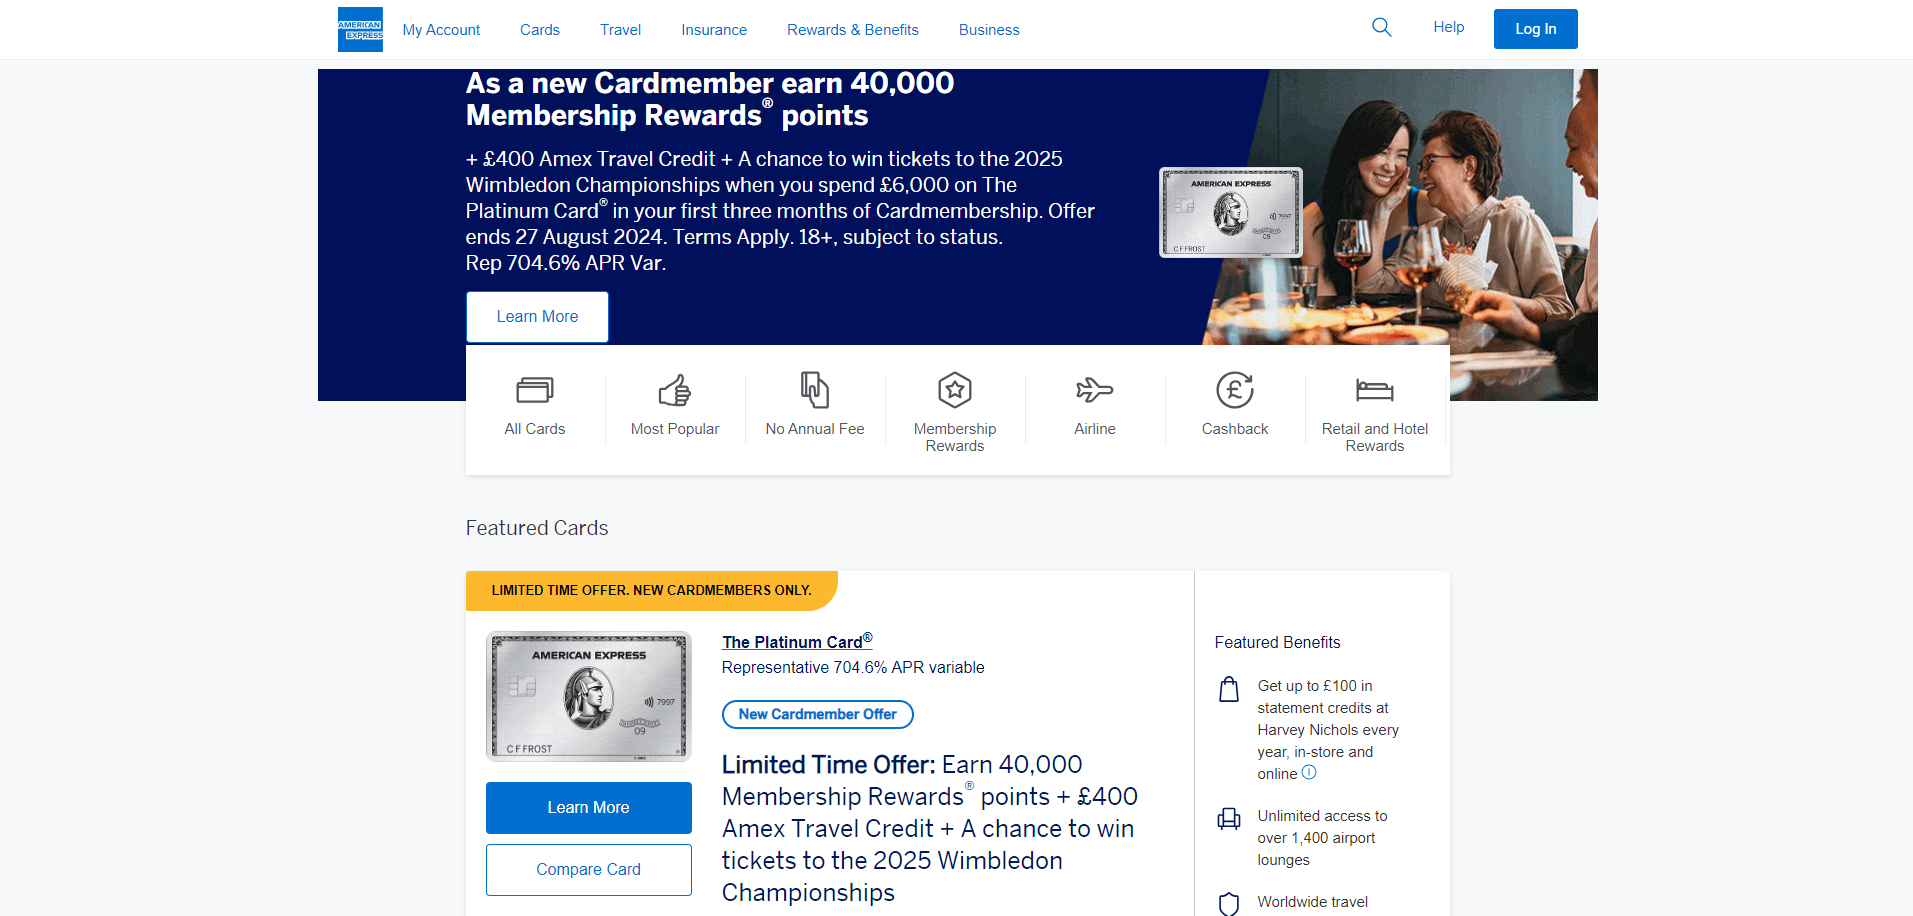 AMERICAN EXPRESS
My Account
Cards
Travel
Insurance
Rewards & Benefits
Business
Help
Log In
As a new Cardmember earn 40,000
Membership Rewards® points
+ £400 Amex Travel Credit + A chance to win tickets to the 2025
Wimbledon Championships when you spend £6,000 on The
Platinum Card® in your first three months of Cardmembership. Offer
ends 27 August 2024. Terms Apply. 18+, subject to status.
Rep 704.6% APR Var.
Learn More
AMERICAN EXPRESS
7997
09
C F FROST
All Cards
Most Popular
No Annual Fee
Membership
Rewards
Airline
Cashback
Retail and Hotel
Rewards
Featured Cards
LIMITED TIME OFFER. NEW CARDMEMBERS ONLY.
AMERICAN EXPRESS
7997
09
C F FROST
Learn More
Compare Card
The Platinum Card®
Representative 704.6% APR variable
New Cardmember Offer
Limited Time Offer: Earn 40,000
Membership Rewards® points + £400
Amex Travel Credit + A chance to win
tickets to the 2025 Wimbledon
Championships
Featured Benefits
Get up to £100 in
statement credits at
Harvey Nichols every
year, in-store and
online
Unlimited access to
over 1,400 airport
lounges
Worldwide travel